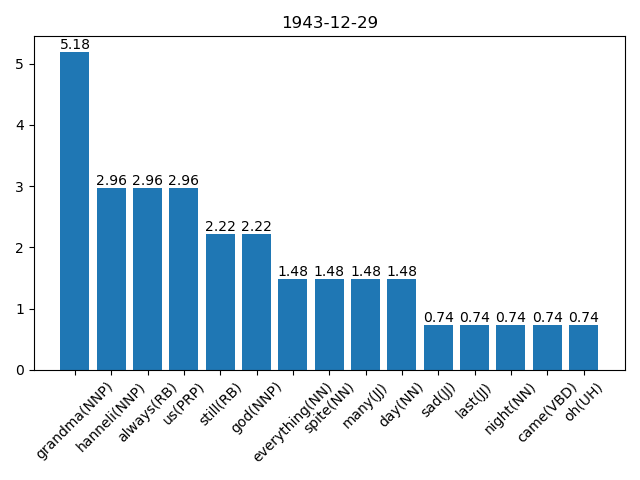 1943-12-29
5.18
2.96 2.96 2.96
2.22 2.22
1.48 1.48 1.48 1.48
0.74 0.74 0.74 0.74 0.74
5
4
3
2
1
0
grandma(NNP)
hanneli(NNP)
always(RB)
us(PRP)
still(RB)
god(NNP)
everything(NN)
spite(NN)
many(JJ)
day(NN)
sad(JJ)
last(JJ)
night(NN)
came(VBD)
oh(UH)